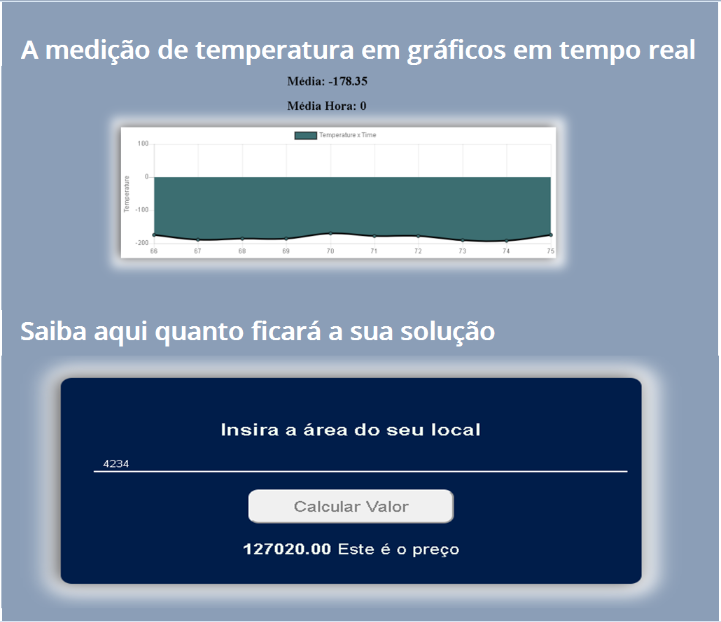 A medição de temperatura em gráficos em tempo real
Média: -178.35
Média Hora: 0
Temperature x Time
Temperature
100
0
-100
-200
66 67 68 69 70 71 72 73 74 75
Saiba aqui quanto ficará a sua solução
Insira a área do seu local
4234
Calcular Valor
127020.00 Este é o preço